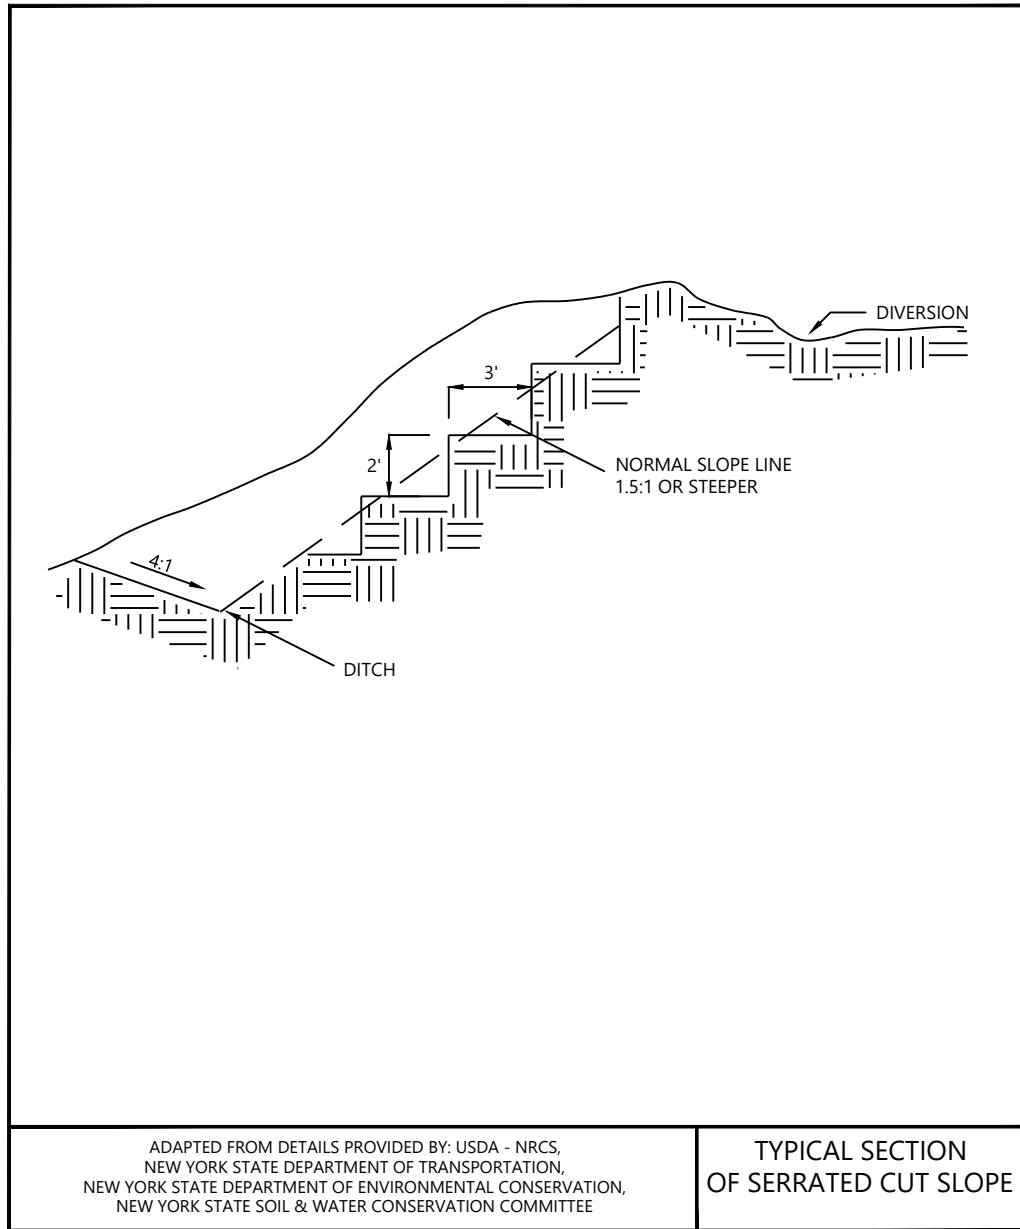 DIVERSION
3'
2'
NORMAL SLOPE LINE
1.5:1 OR STEEPER
4:1
DITCH
ADAPTED FROM DETAILS PROVIDED BY: USDA - NRCS,
NEW YORK STATE DEPARTMENT OF TRANSPORTATION,
NEW YORK STATE DEPARTMENT OF ENVIRONMENTAL CONSERVATION,
NEW YORK STATE SOIL & WATER CONSERVATION COMMITTEE
TYPICAL SECTION
OF SERRATED CUT SLOPE